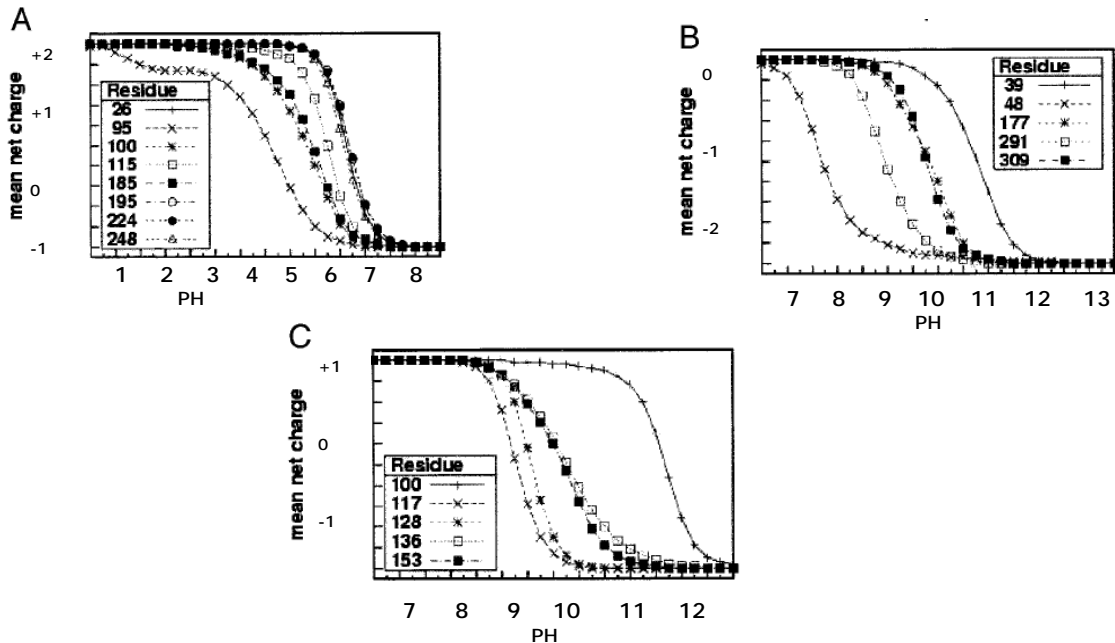 A
mean net charge
+2
+1
0
-1
Residue
26
95
100
115
185
195
224
248
1 2 3 4 5 6 7 8
PH
B
mean net charge
0
-1
-2
Residue
39
48
177
291
309
7 8 9 10 11 12 13
PH
C
mean net charge
+1
0
-1
Residue
100
117
128
136
153
7 8 9 10 11 12
PH